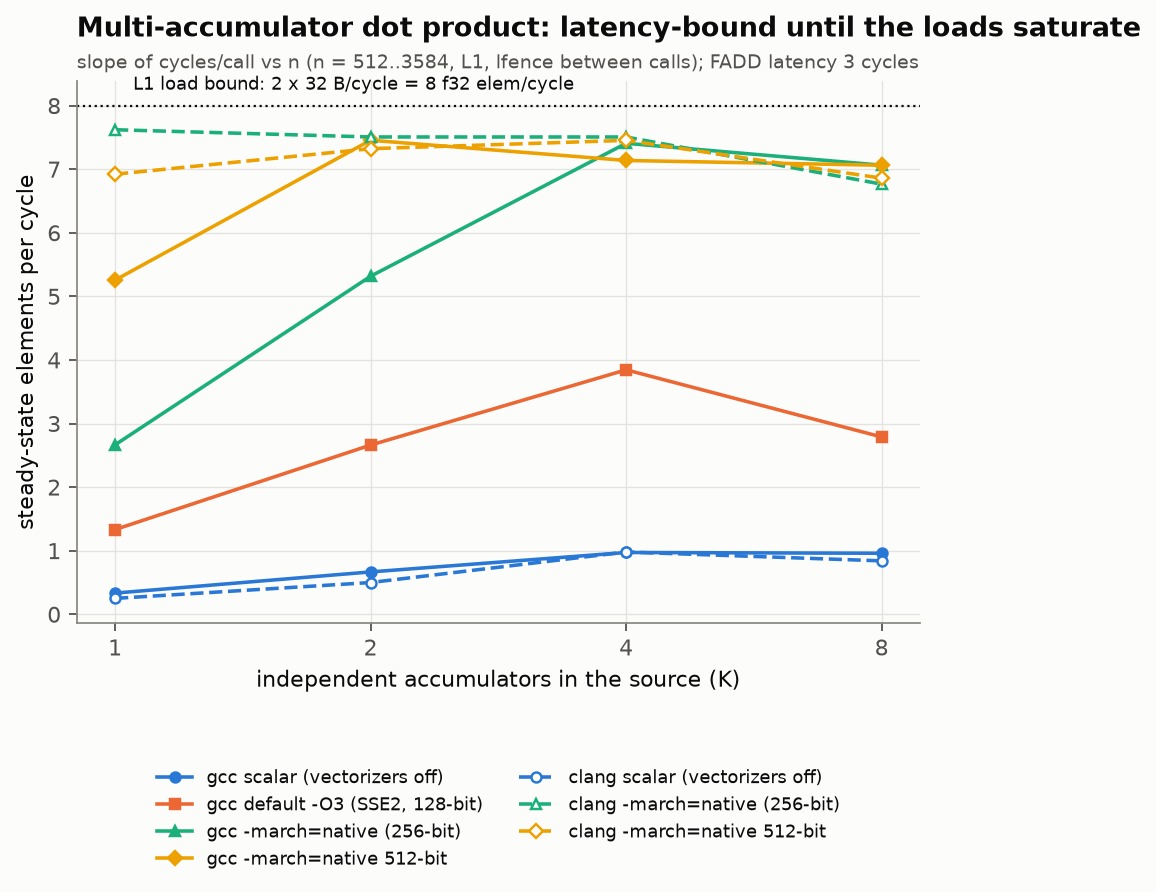 Multi-accumulator dot product: latency-bound until the loads saturate
slope of cycles/call vs n (n = 512..3584, L1, lfence between calls); FADD latency 3 cycles
L1 load bound: 2 x 32 B/cycle = 8 f32 elem/cycle
steady-state elements per cycle
8
7
6
5
4
3
2
1
0
1 2 4 8
independent accumulators in the source (K)
gcc scalar (vectorizers off)
gcc default -O3 (SSE2, 128-bit)
gcc -march=native (256-bit)
gcc -march=native 512-bit
clang scalar (vectorizers off)
clang -march=native (256-bit)
clang -march=native 512-bit